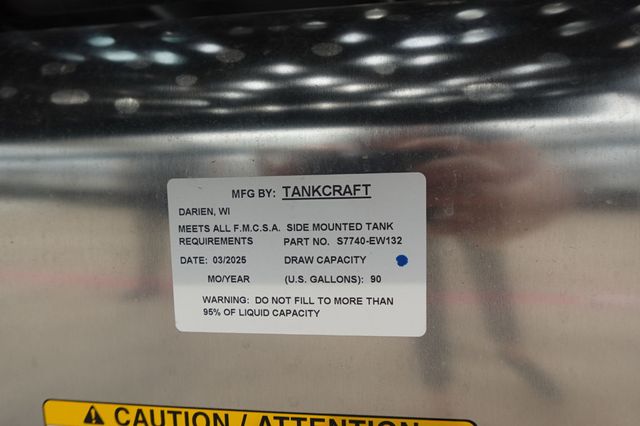 MFG BY: TANKCRAFT
DARIEN, WI
MEETS ALL F.M.C.S.A. SIDE MOUNTED TANK
REQUIREMENTS PART NO. S7740-EW132
DATE: 03/2025 DRAW CAPACITY
MO/YEAR (U.S. GALLONS): 90
WARNING: DO NOT FILL TO MORE THAN
95% OF LIQUID CAPACITY
CAUTION / ATTENTION